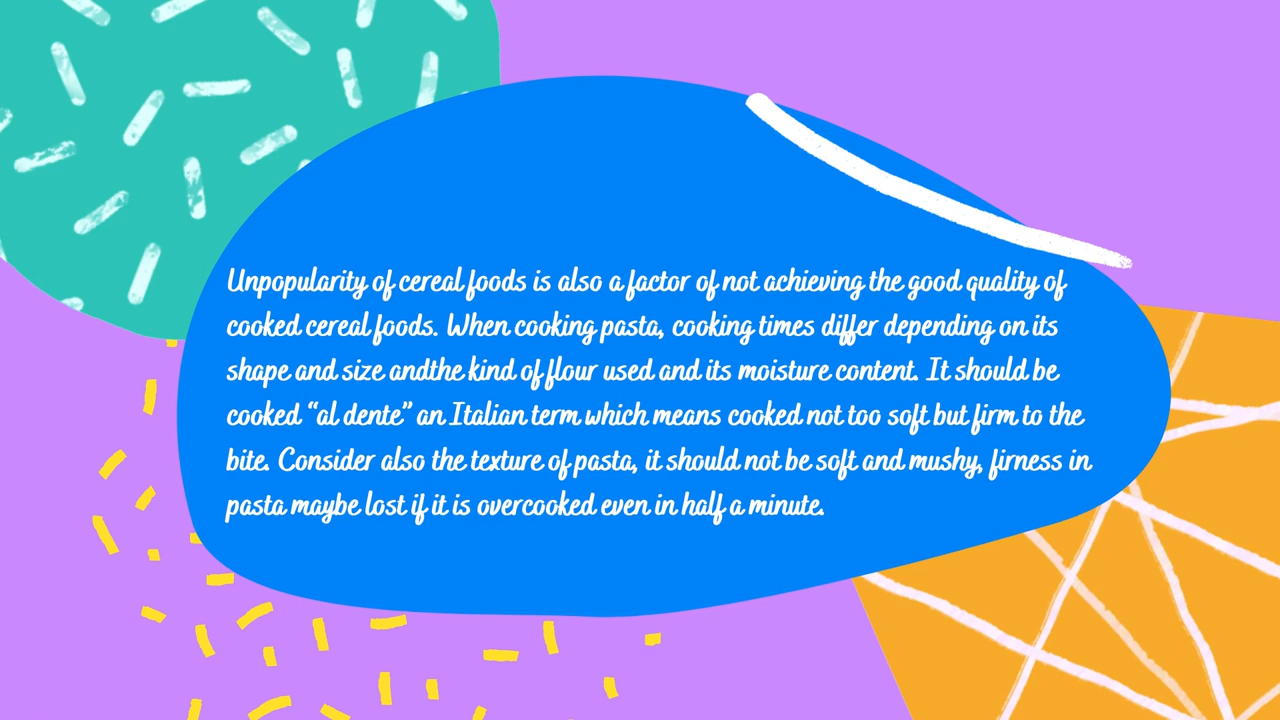 Unpopularity of cereal foods is also a factor of not achieving the good quality of
cooked cereal foods. When cooking pasta, cooking times differ depending on its
shape and size andthe kind of flour used and its moisture content. It should be
cooked “al dente” an Italian term which means cooked not too soft but firm to the
bite. Consider also the texture of pasta, it should not be soft and mushy, firness in
pasta maybe lost if it is overcooked even in half a minute.